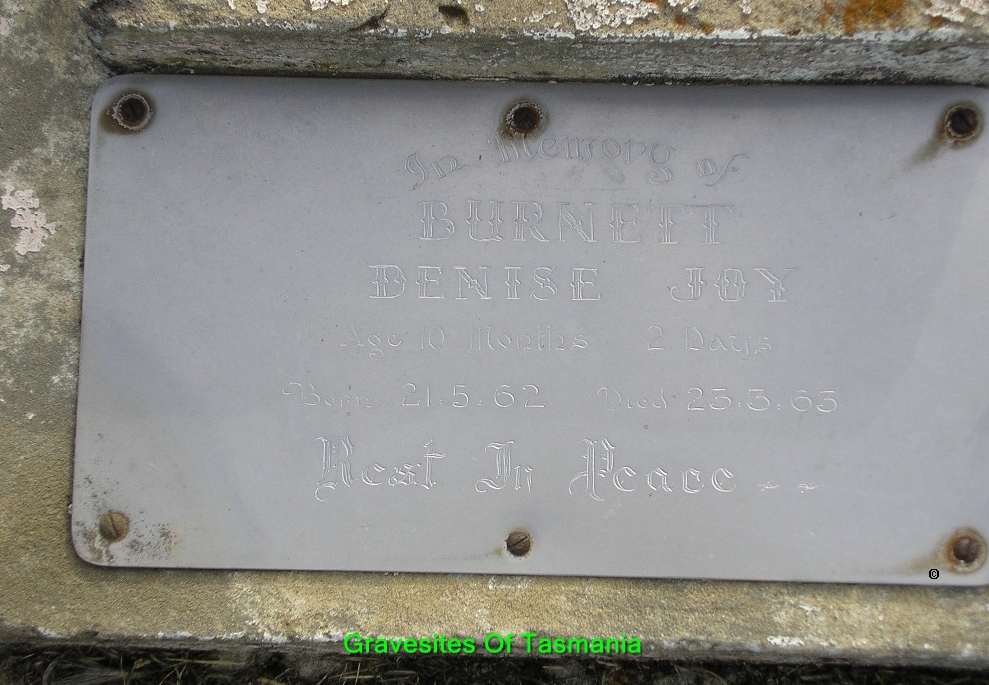 In Memory of
BURNETT
DENISE JOY
Age 10 Months 2 Days
Born 21.5.62 Died 23.3.63
Rest In Peace - -
©
Gravesites Of Tasmania